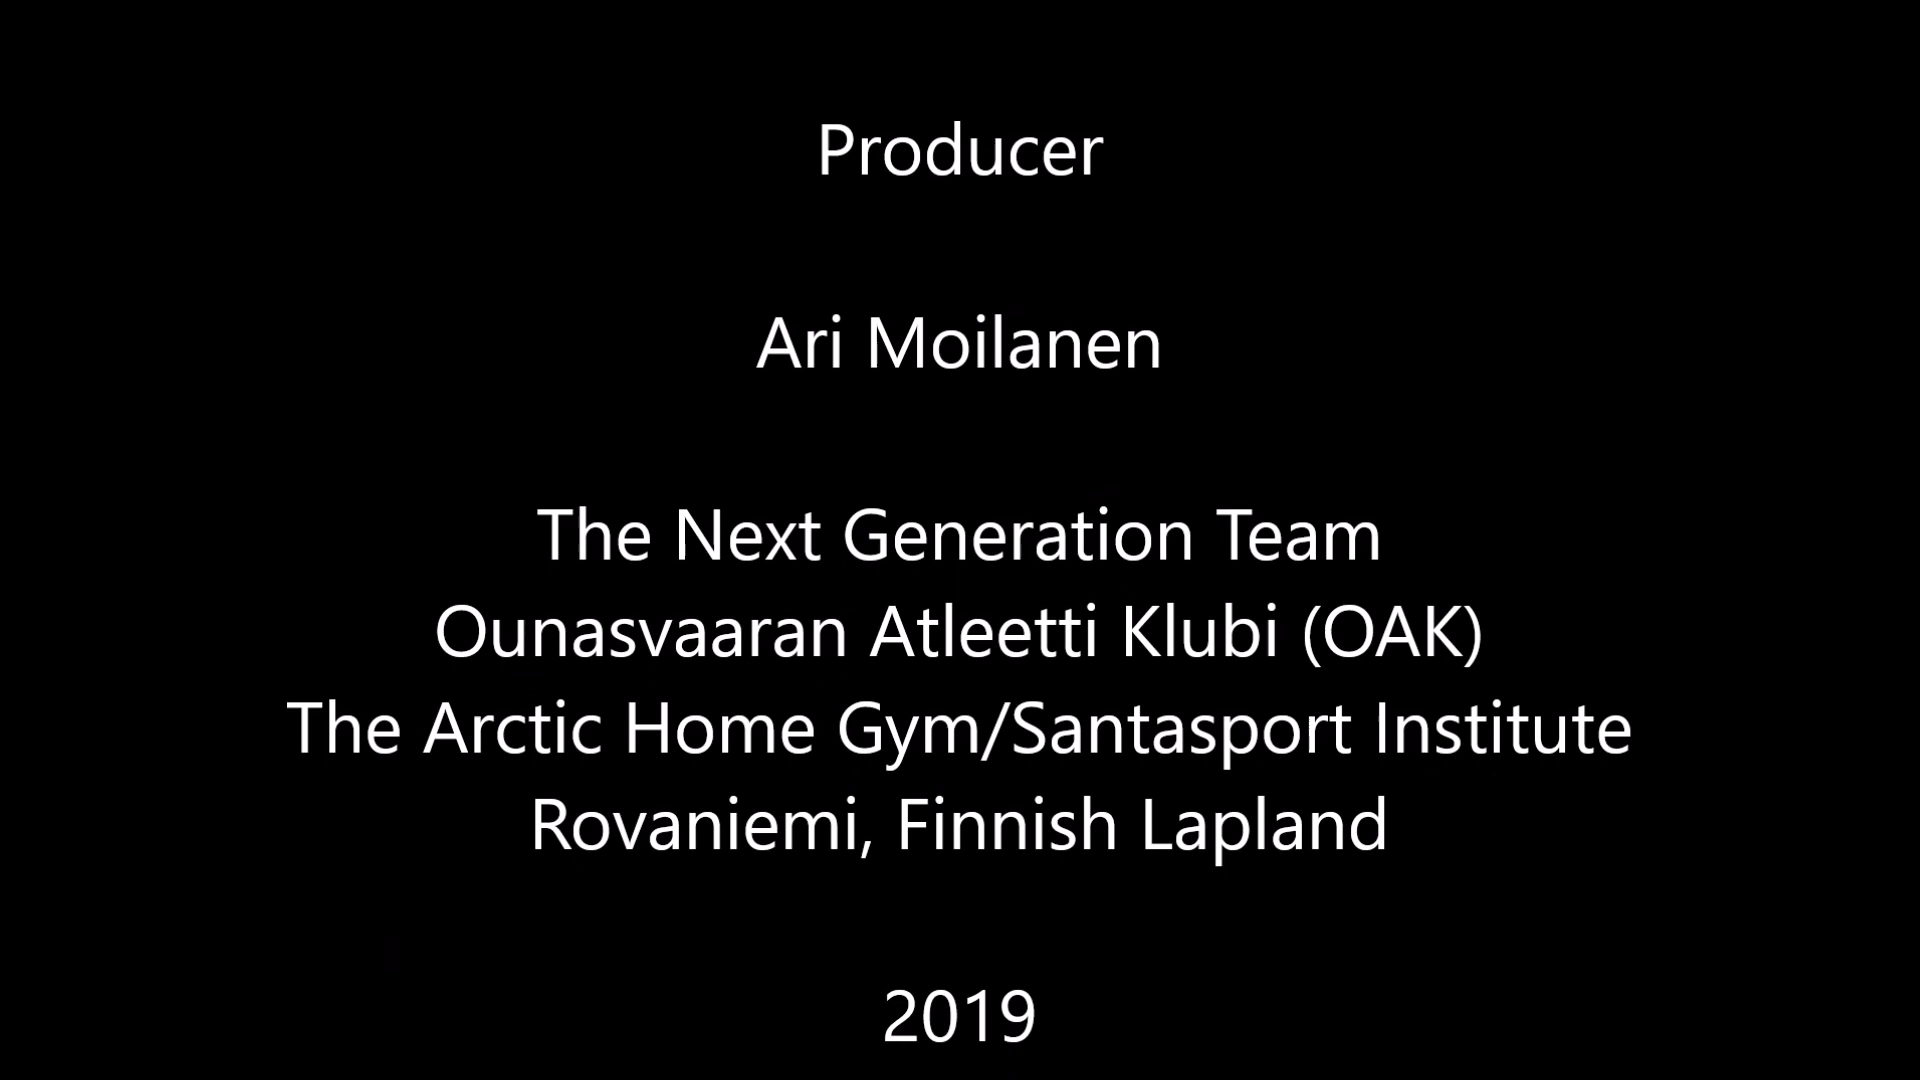 Producer
Ari Moilanen
The Next Generation Team
Ounasvaaran Atleetti Klubi (OAK)
The Arctic Home Gym/Santasport Institute
Rovaniemi, Finnish Lapland
2019